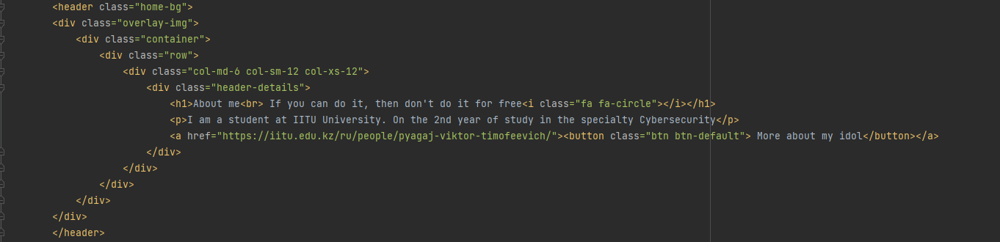 <header class="home-bg">
<div class="overlay-img">
<div class="container">
<div class="row">
<div class="col-md-6 col-sm-12 col-xs-12">
<div class="header-details">
<h1>About me<br> If you can do it, then don't do it for free<i class="fa fa-circle"></i></h1>
<p>I am a student at IITU University. On the 2nd year of study in the specialty Cybersecurity</p>
<a href="https://iitu.edu.kz/ru/people/pyagaj-viktor-timofeevich/"><button class="btn btn-default"> More about my idol</button></a>
</div>
</div>
</div>
</div>
</div>
</header>